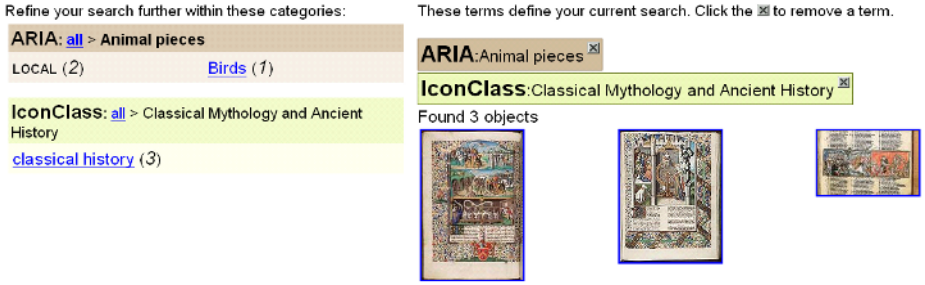 Refine your search further within these categories:
ARIA: all > Animal pieces
LOCAL (2) Birds (1)
IconClass: all > Classical Mythology and Ancient
History
classical history (3)
These terms define your current search. Click the x to remove a term.
ARIA:Animal pieces x
IconClass:Classical Mythology and Ancient History x
Found 3 objects